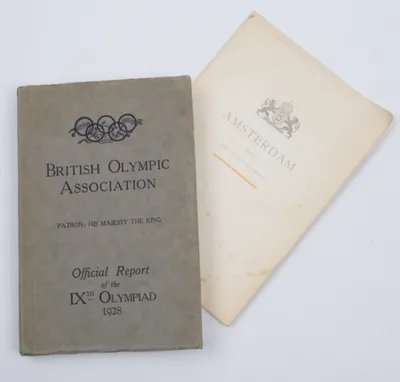 BRITISH OLYMPIC
ASSOCIATION
PATRON:- HIS MAJESTY THE KING.
Official Report
of the
IXTH OLYMPIAD
1928
AMSTERDAM